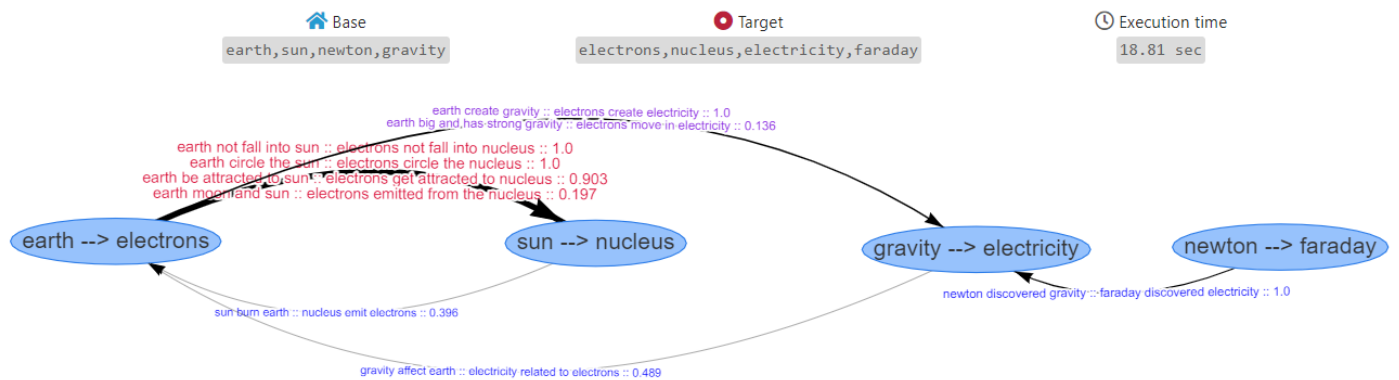 Base
Target
Execution time
earth,sun,newton,gravity
electrons,nucleus,electricity,faraday
18.81 sec
earth create gravity :: electrons create electricity :: 1.0
earth big and has strong gravity :: electrons move in electricity :: 0.136
earth not fall into sun :: electrons not fall into nucleus :: 1.0
earth circle the sun :: electrons circle the nucleus :: 1.0
earth be attracted to sun :: electrons get attracted to nucleus :: 0.903
earth moon and sun :: electrons emitted from the nucleus :: 0.197
earth --> electrons
sun --> nucleus
gravity --> electricity
newton --> faraday
newton discovered gravity :: faraday discovered electricity :: 1.0
sun burn earth :: nucleus emit electrons :: 0.396
gravity affect earth :: electricity related to electrons :: 0.489